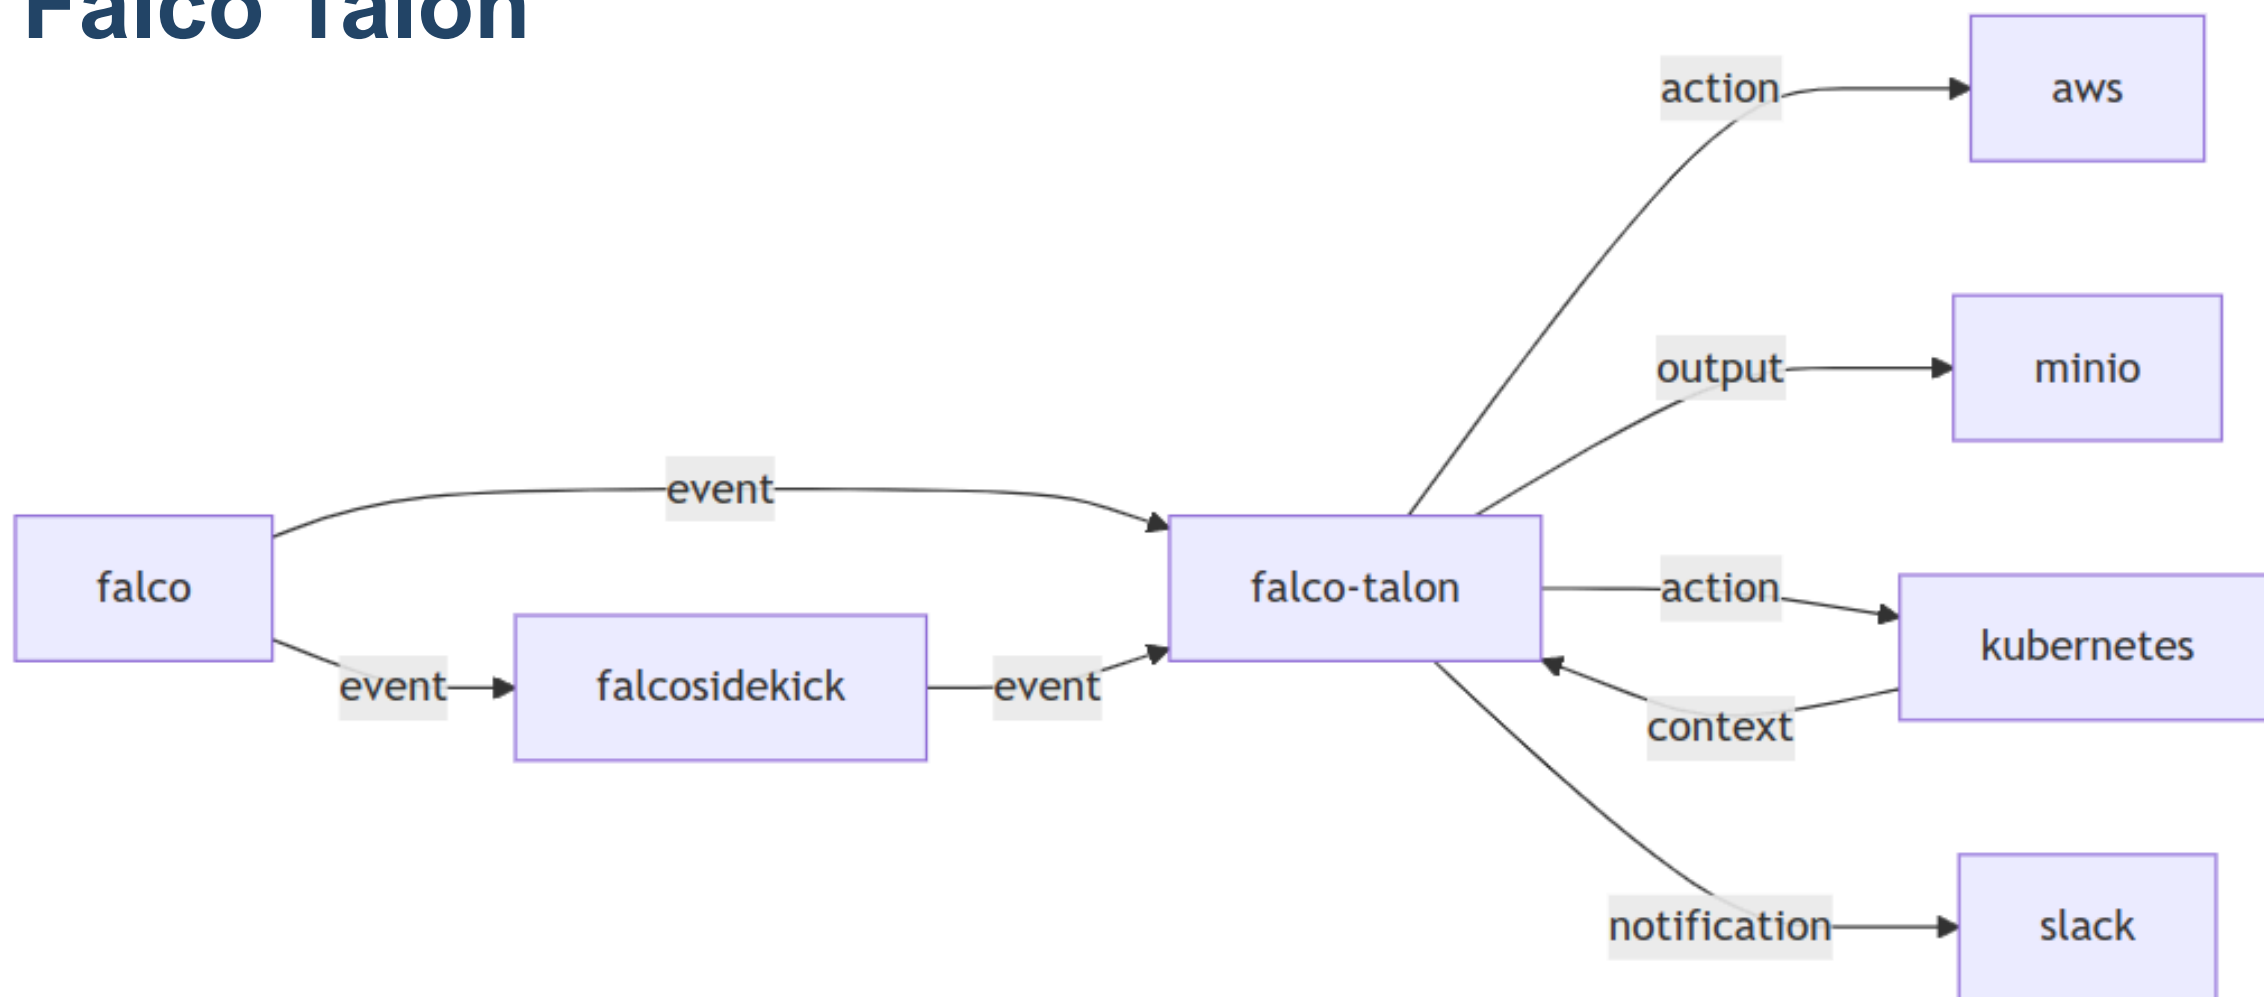 Falco Talon
action
aws
output
minio
event
falco
falco-talon
action
kubernetes
event
falcosidekick
event
context
notification
slack